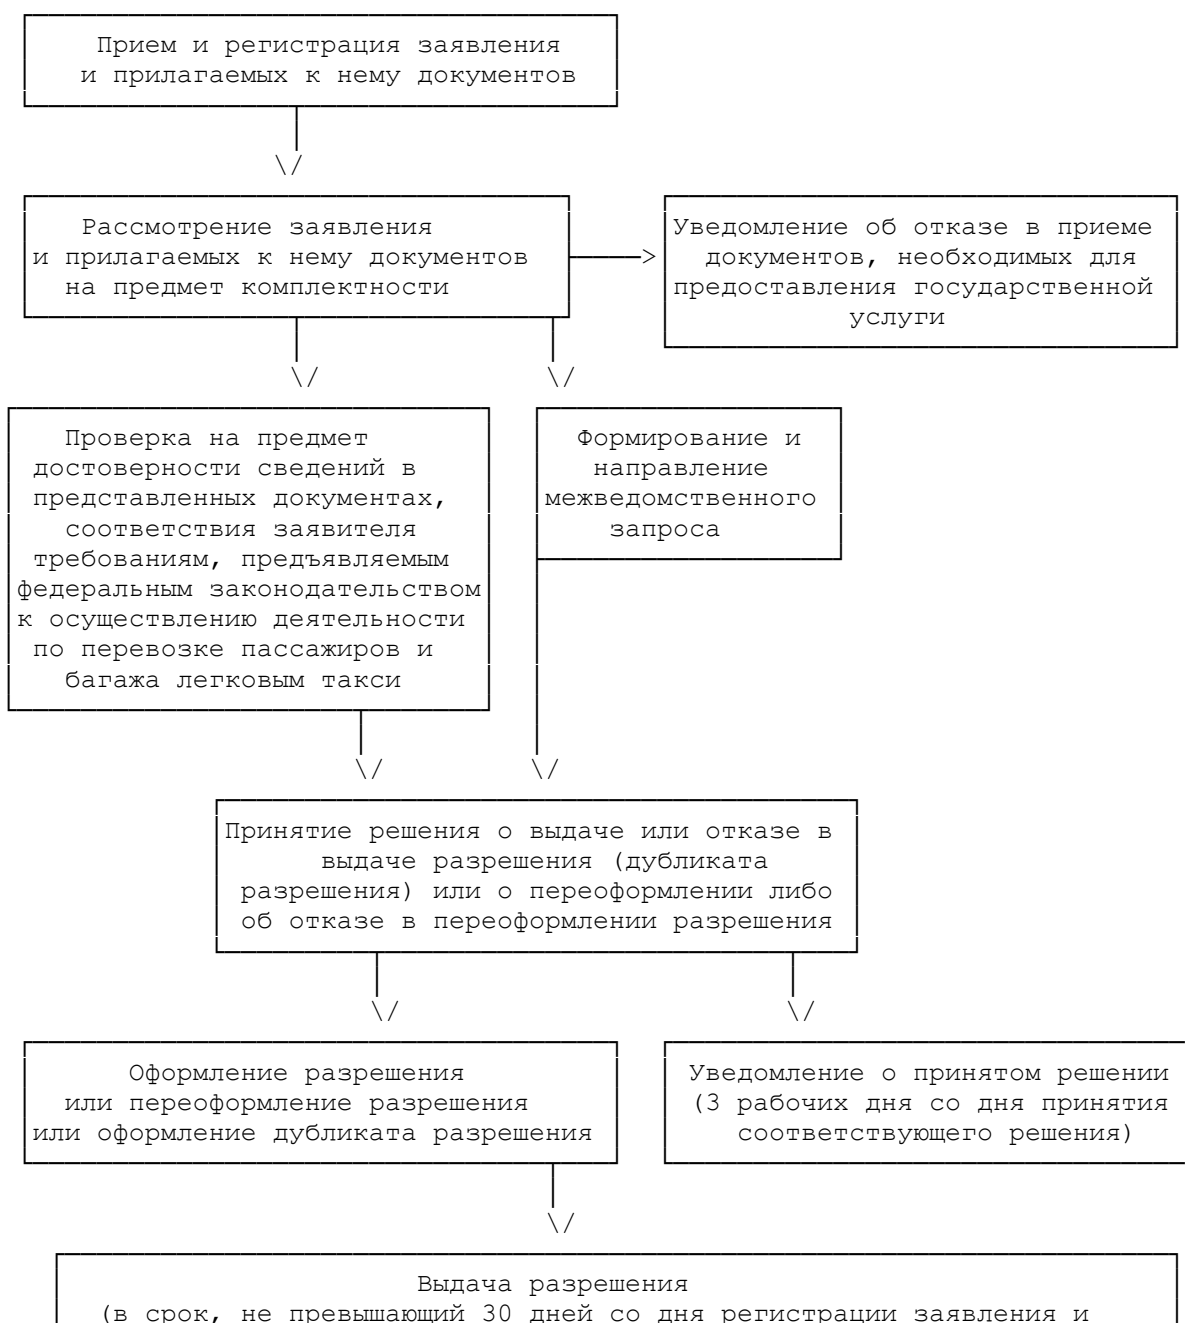 Прием и регистрация заявления
и прилагаемых к нему документов
Рассмотрение заявления
и прилагаемых к нему документов
на предмет комплектности
Уведомление об отказе в приеме
документов, необходимых для
предоставления государственной
услуги
Проверка на предмет
достоверности сведений в
представленных документах,
соответствия заявителя
требованиям, предъявляемым
федеральным законодательством
к осуществлению деятельности
по перевозке пассажиров и
багажа легковым такси
Формирование и
направление
межведомственного
запроса
Принятие решения о выдаче или отказе в
выдаче разрешения (дубликата
разрешения) или о переоформлении либо
об отказе в переоформлении разрешения
Оформление разрешения
или переоформление разрешения
или оформление дубликата разрешения
Уведомление о принятом решении
(3 рабочих дня со дня принятия
соответствующего решения)
Выдача разрешения
(в срок, не превышающий 30 дней со дня регистрации заявления и